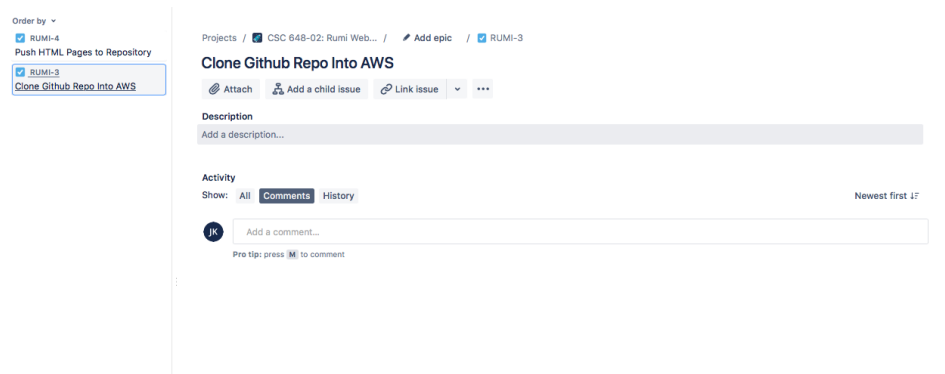 Order by
RUMI-4
Push HTML Pages to Repository
RUMI-3
Clone Github Repo Into AWS
Projects / CSC 648-02: Rumi Web... / Add epic / RUMI-3
Clone Github Repo Into AWS
Attach Add a child issue Link issue
Description
Add a description...
Activity
Show: All Comments History Newest first
JK Add a comment...
Pro tip: press M to comment